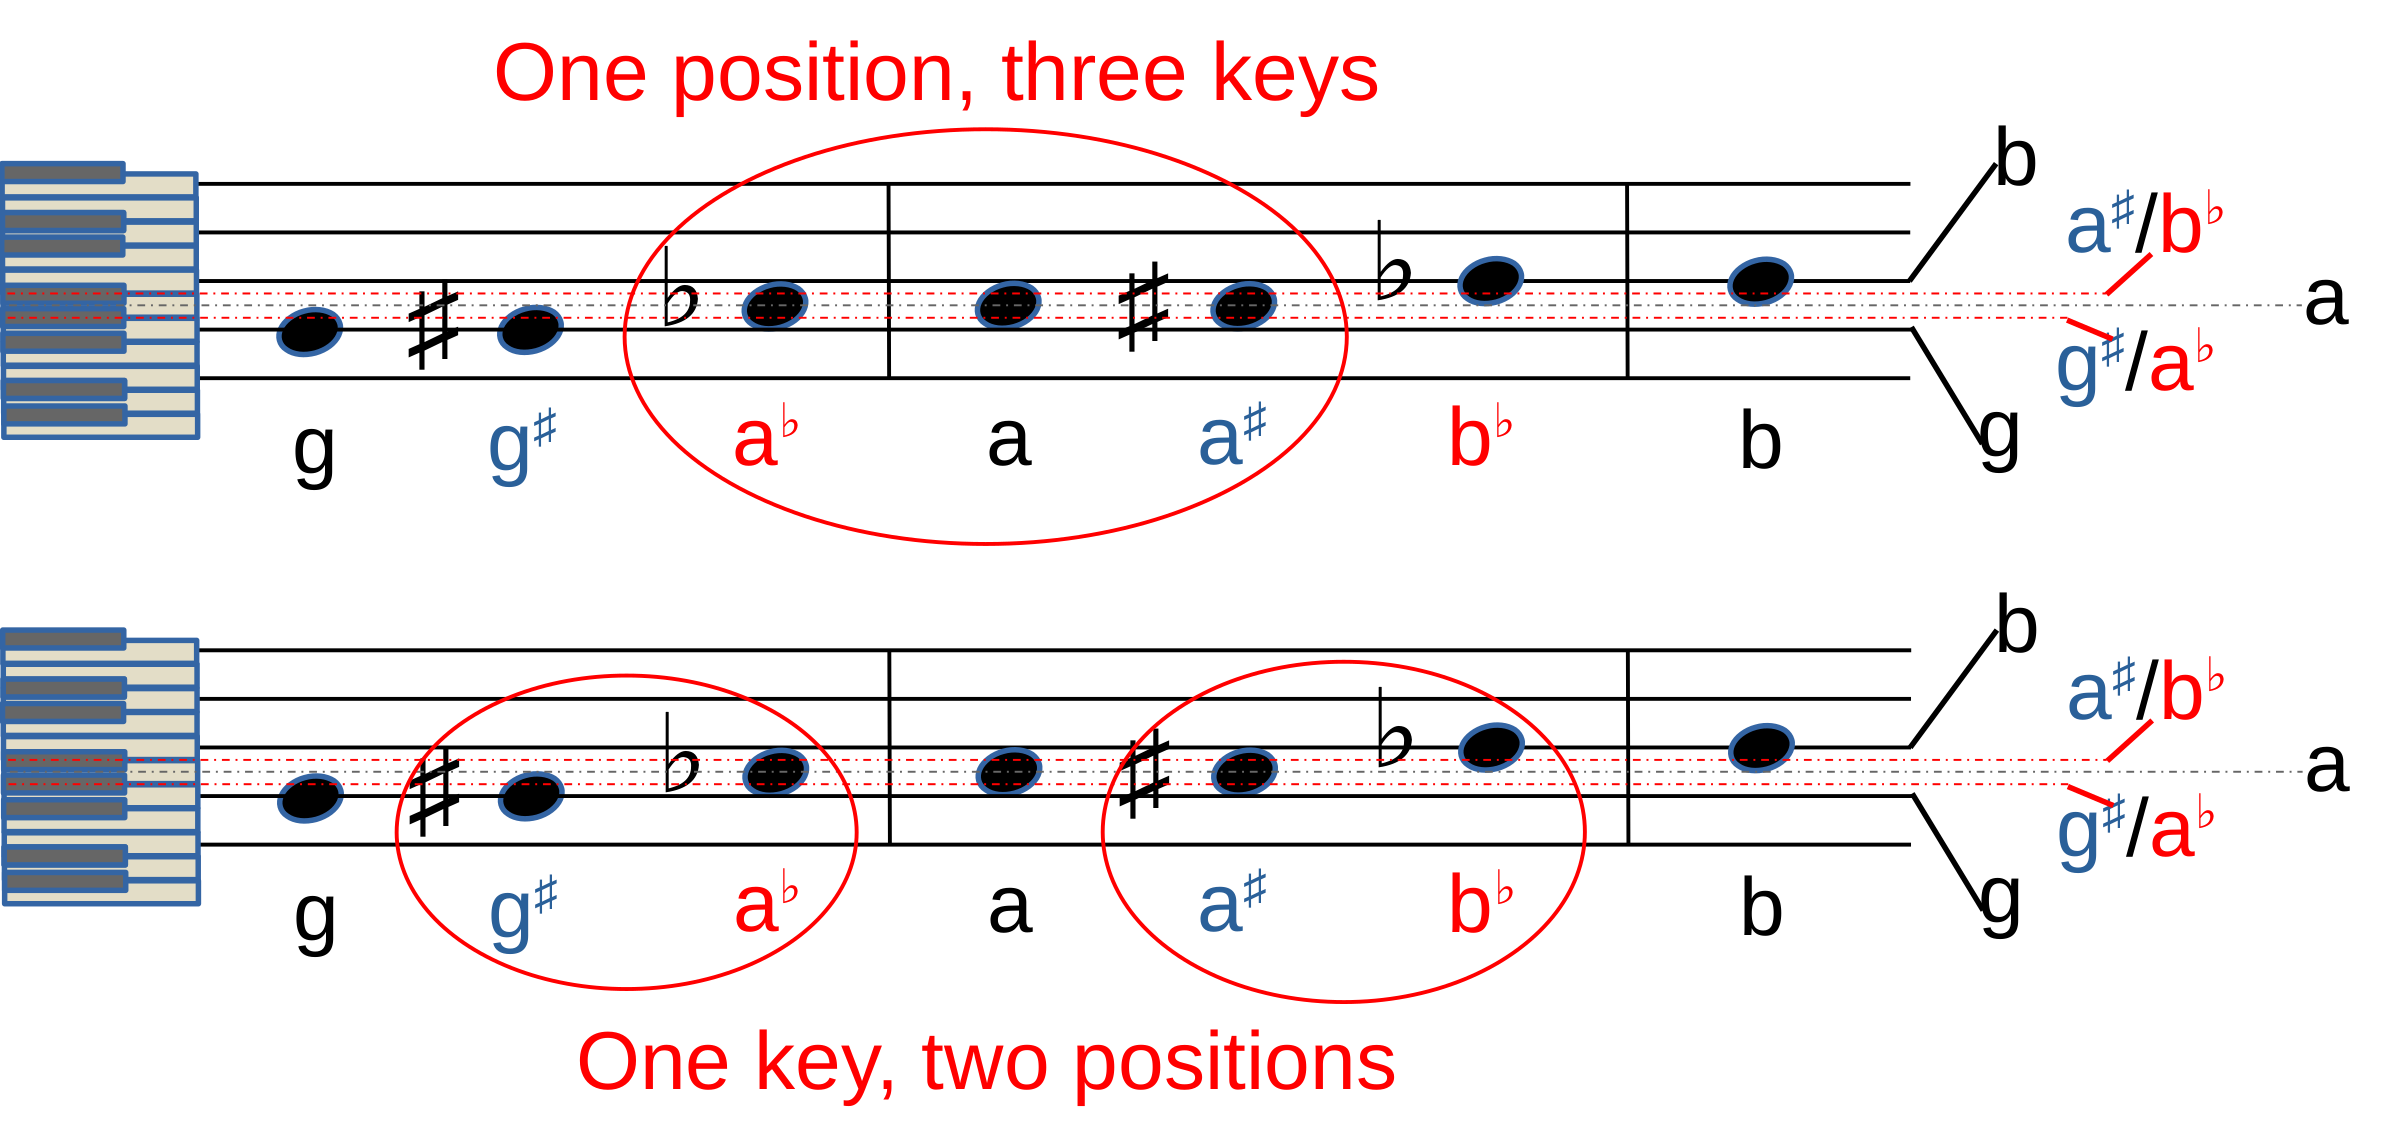 One position, three keys
b
a♯/b♭
a
g♯/a♭
g g♯ a♭ a a♯ b♭ b g
b
a♯/b♭
a
g♯/a♭
g g♯ a♭ a a♯ b♭ b g
One key, two positions